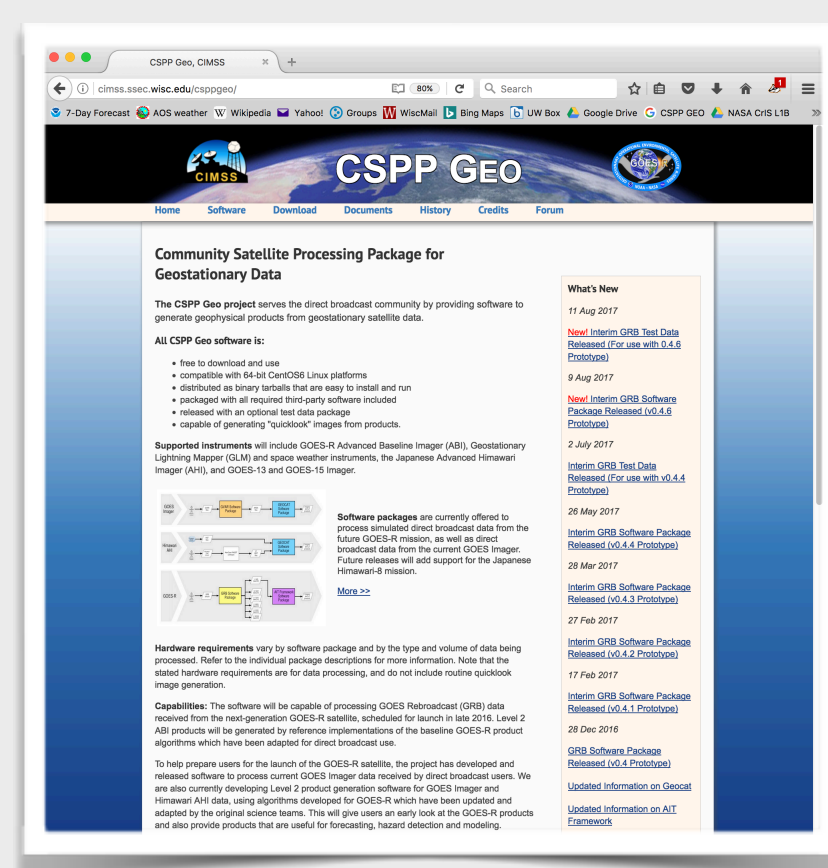 CSPP Geo, CIMSS
cimss.ssec.wisc.edu/csppgeo/
80%
Search
1
7-Day Forecast AOS weather Wikipedia Yahoo! Groups WiscMail Bing Maps UW Box Google Drive CSPP GEO NASA CrIS L1B
CIMSS
CSPP GEO
GOES R
Home Software Download Documents History Credits Forum
Community Satellite Processing Package for
Geostationary Data
The CSPP Geo project serves the direct broadcast community by providing software to
generate geophysical products from geostationary satellite data.
All CSPP Geo software is:
• free to download and use
• compatible with 64-bit CentOS6 Linux platforms
• distributed as binary tarballs that are easy to install and run
• packaged with all required third-party software included
• released with an optional test data package
• capable of generating "quicklook" images from products.
Supported instruments will include GOES-R Advanced Baseline Imager (ABI), Geostationary
Lightning Mapper (GLM) and space weather instruments, the Japanese Advanced Himawari
Imager (AHI), and GOES-13 and GOES-15 Imager.
GOES
Imager
Himawari
AHI
GOES-R
Software packages are currently offered to
process simulated direct broadcast data from the
future GOES-R mission, as well as direct
broadcast data from the current GOES Imager.
Future releases will add support for the Japanese
Himawari-8 mission.
More >>
Hardware requirements vary by software package and by the type and volume of data being
processed. Refer to the individual package descriptions for more information. Note that the
stated hardware requirements are for data processing, and do not include routine quicklook
image generation.
Capabilities: The software will be capable of processing GOES Rebroadcast (GRB) data
received from the next-generation GOES-R satellite, scheduled for launch in late 2016. Level 2
ABI products will be generated by reference implementations of the baseline GOES-R product
algorithms which have been adapted for direct broadcast use.
To help prepare users for the launch of the GOES-R satellite, the project has developed and
released software to process current GOES Imager data received by direct broadcast users. We
are also currently developing Level 2 product generation software for GOES Imager and
Himawari AHI data, using algorithms developed for GOES-R which have been updated and
adapted by the original science teams. This will give users an early look at the GOES-R products
and also provide products that are useful for forecasting, hazard detection and modeling.
What's New
11 Aug 2017
New! Interim GRB Test Data
Released (For use with 0.4.6
Prototype)
9 Aug 2017
New! Interim GRB Software
Package Released (v0.4.6
Prototype)
2 July 2017
Interim GRB Test Data
Released (For use with v0.4.4
Prototype)
26 May 2017
Interim GRB Software Package
Released (v0.4.4 Prototype)
28 Mar 2017
Interim GRB Software Package
Released (v0.4.3 Prototype)
27 Feb 2017
Interim GRB Software Package
Released (v0.4.2 Prototype)
17 Feb 2017
Interim GRB Software Package
Released (v0.4.1 Prototype)
28 Dec 2016
GRB Software Package
Released (v0.4 Prototype)
Updated Information on Geocat
Updated Information on AIT
Framework